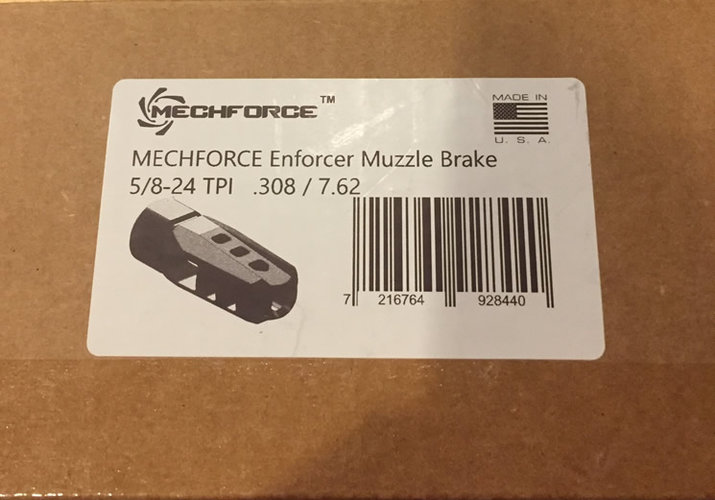 MECHFORCE™
MADE IN
U. S. A.
MECHFORCE Enforcer Muzzle Brake
5/8-24 TPI .308 / 7.62
7 216764 928440